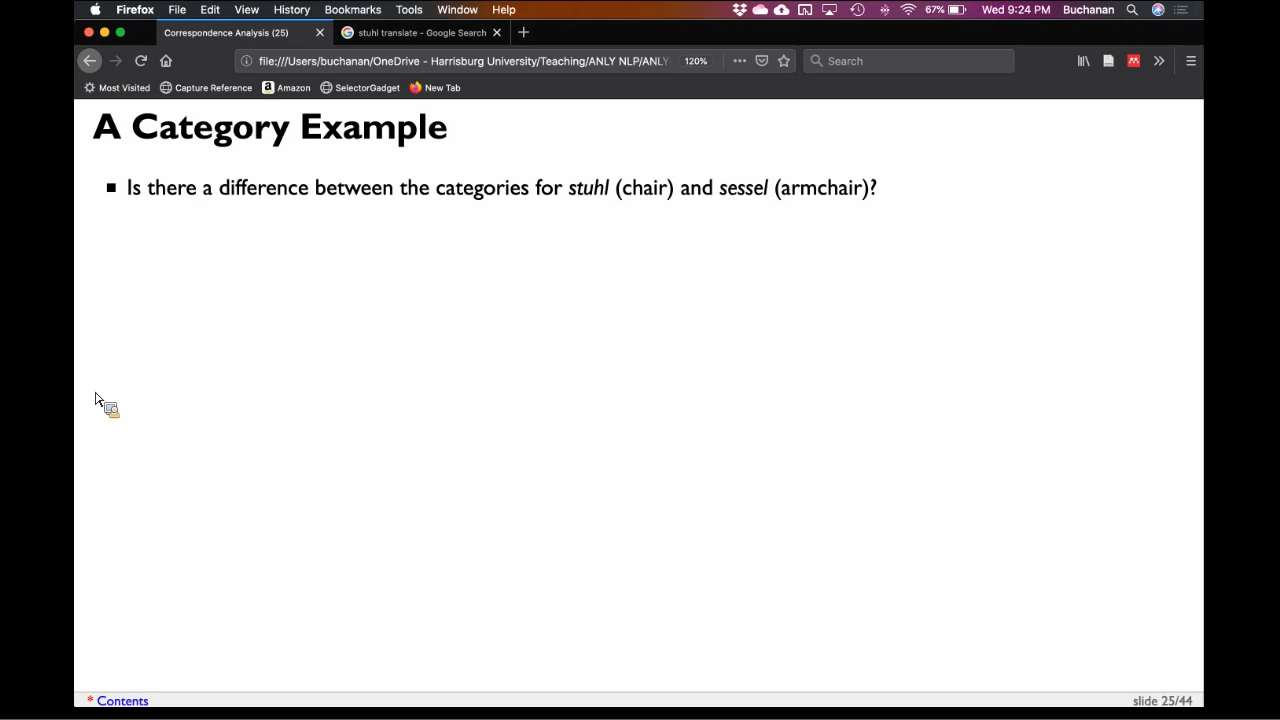 Firefox File Edit View History Bookmarks Tools Window Help 67% Wed 9:24 PM Buchanan
Correspondence Analysis (25) stuhl translate - Google Search
file:///Users/buchanan/OneDrive - Harrisburg University/Teaching/ANLY NLP/ANLY 120% Search
Most Visited Capture Reference Amazon SelectorGadget New Tab
A Category Example
Is there a difference between the categories for stuhl (chair) and sessel (armchair)?
* Contents slide 25/44